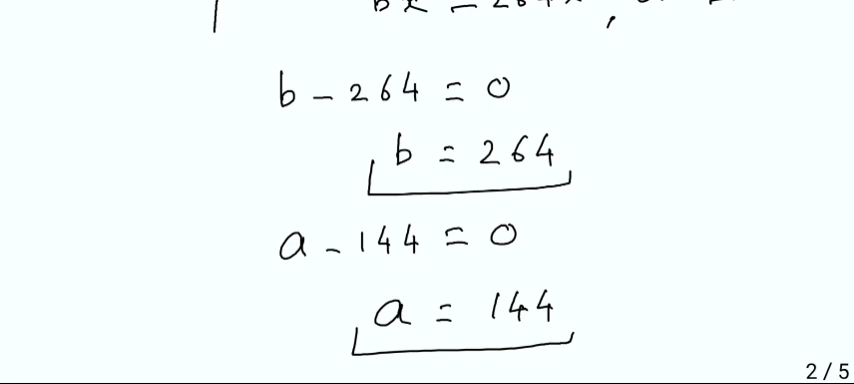 b - 264 = 0
b = 264
a - 144 = 0
a = 144
2 / 5